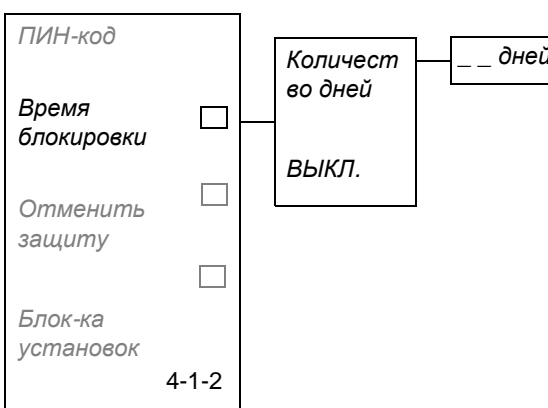 ПИН-код
Время
блокировки
Отменить
защиту
Блок-ка
установок
4-1-2
Количест
во дней
ВЫКЛ.
_ _ дней